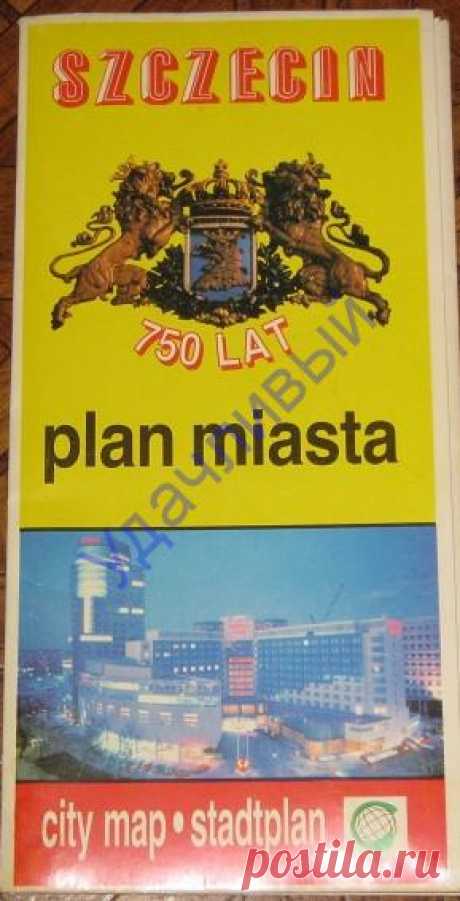 SZCZECIN
750 LAT
plan miasta
удачливый
city map • stadtplan
postila.ru